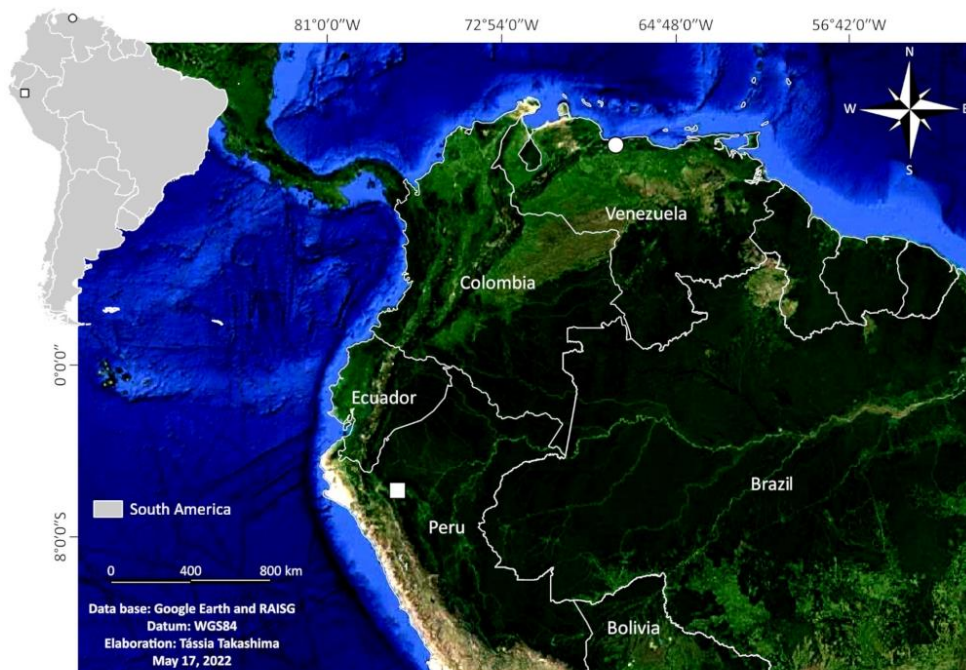 81°0'0" 72°54'0" 64°48'0" 56°42'0"
N
W E
S
Venezuela
Colombia
0°0'0"
Ecuador
Brazil
South America
Peru
8°0'0"S
0 400 800 km
Data base: Google Earth and RAISG
Datum: WGS84
Elaboration: Tássia Takashima
May 17, 2022
Bolivia